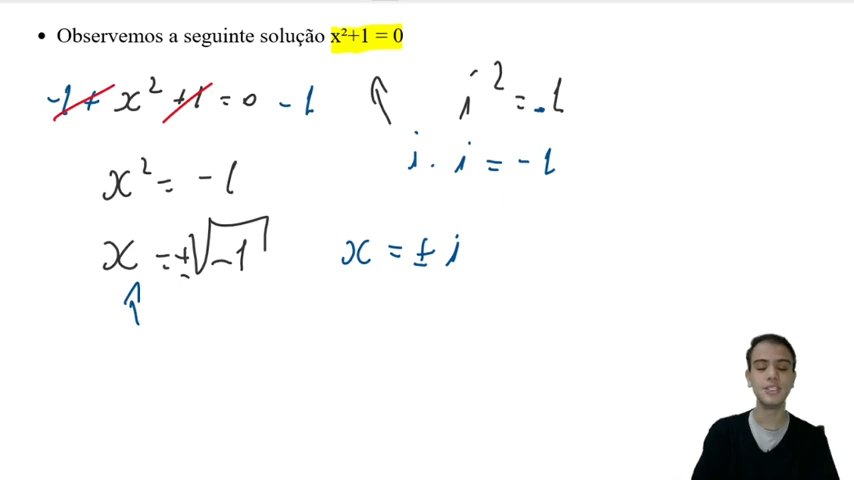 • Observemos a seguinte solução x²+1 = 0
-1 + x² + 1 = 0 - 1
i² = -1
i . i = -1
x² = -1
x = ±√-1
x = ± i